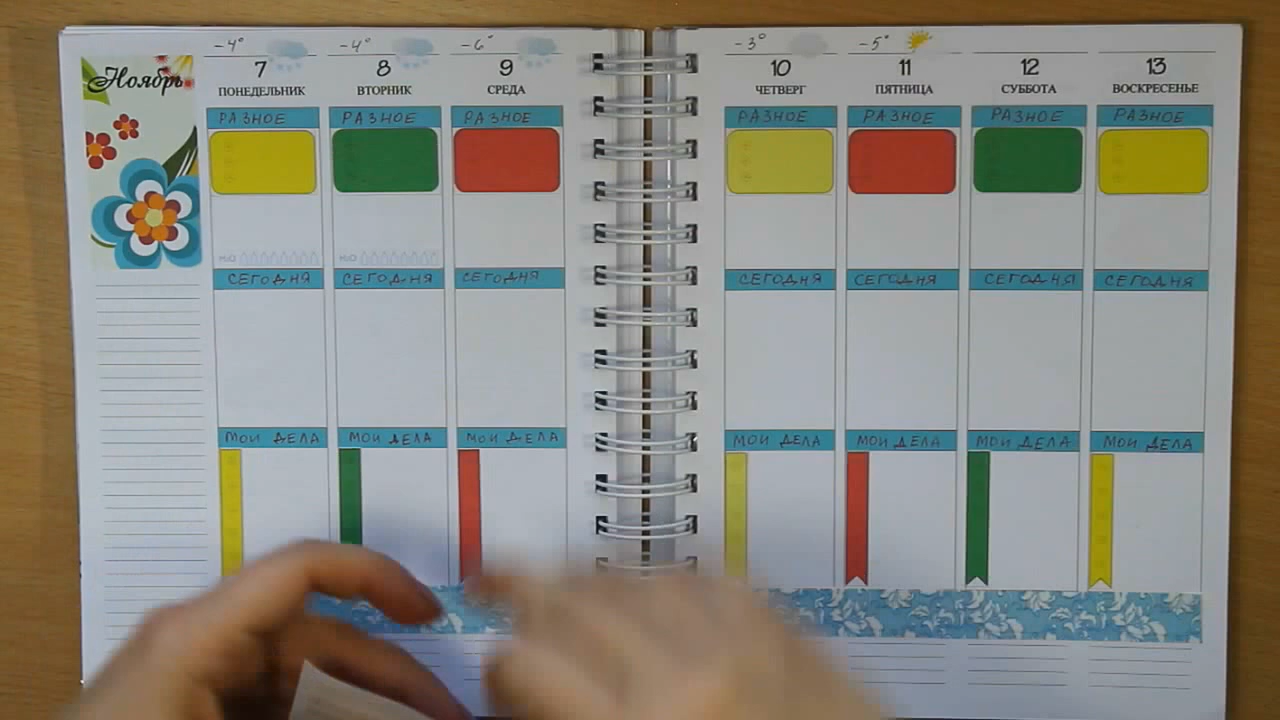 Ноябрь
-4° -4° -6° -3° -5°
7 8 9 10 11 12 13
ПОНЕДЕЛЬНИК ВТОРНИК СРЕДА ЧЕТВЕРГ ПЯТНИЦА СУББОТА ВОСКРЕСЕНЬЕ
РАЗНОЕ РАЗНОЕ РАЗНОЕ РАЗНОЕ РАЗНОЕ РАЗНОЕ РАЗНОЕ
H2O H2O
СЕГОДНЯ СЕГОДНЯ СЕГОДНЯ СЕГОДНЯ СЕГОДНЯ СЕГОДНЯ СЕГОДНЯ
МОИ ДЕЛА МОИ ДЕЛА МОИ ДЕЛА МОИ ДЕЛА МОИ ДЕЛА МОИ ДЕЛА МОИ ДЕЛА